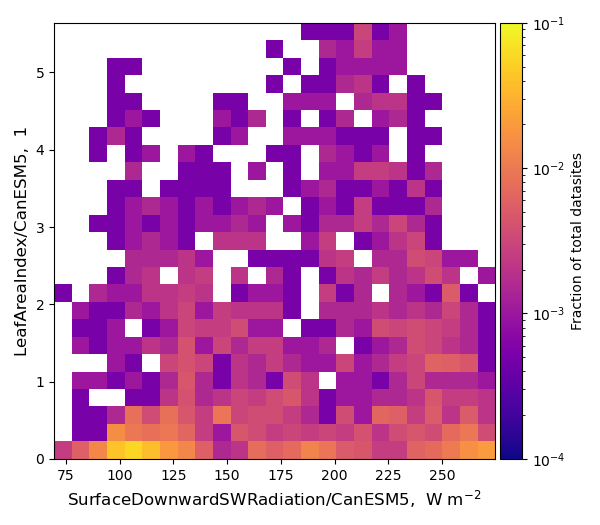 LeafAreaIndex/CanESM5,  1
5
4
3
2
1
0
75 100 125 150 175 200 225 250
SurfaceDownwardSWRadiation/CanESM5,  W m⁻²
10⁻¹
10⁻²
10⁻³
10⁻⁴
Fraction of total datasites